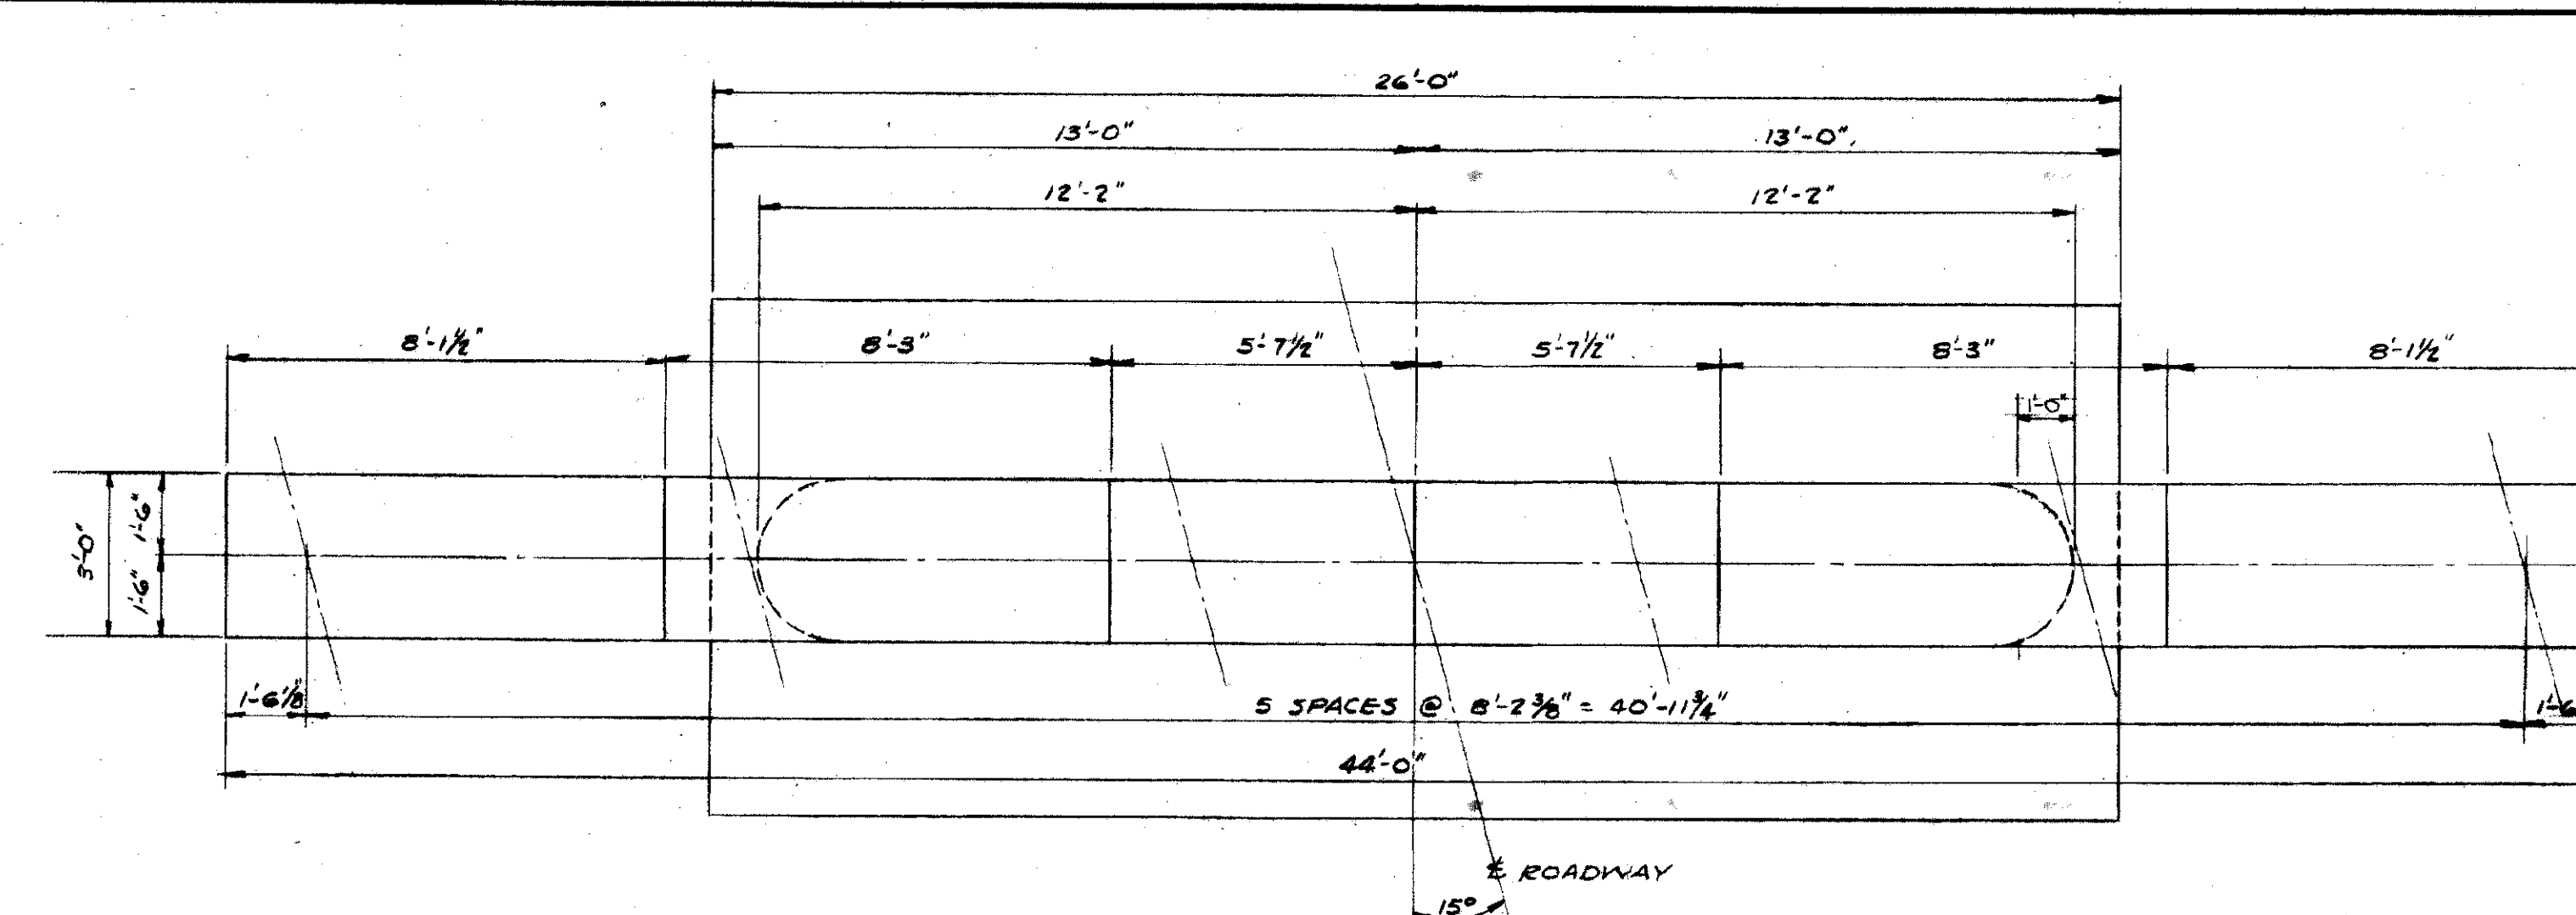 26'-0"
13'-0" 13'-0"
12'-2" 12'-2"
8'-1½" 8'-3" 5'-7½" 5'-7½" 8'-3" 8'-1½"
1'-0"
3'-0" 1'-6" 1'-6"
1'-6⅛" 5 SPACES @ 8'-2⅜" = 40'-11¾" 1'-6
44'-0"
℄ ROADWAY
15°